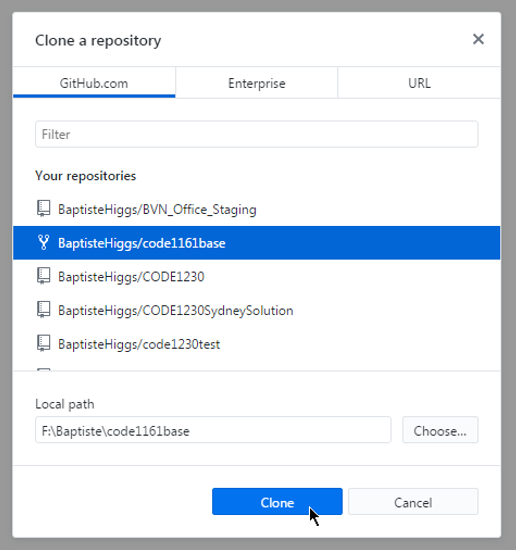 Clone a repository
GitHub.com
Enterprise
URL
Filter
Your repositories
BaptisteHiggs/BVN_Office_Staging
BaptisteHiggs/code1161base
BaptisteHiggs/CODE1230
BaptisteHiggs/CODE1230SydneySolution
BaptisteHiggs/code1230test
Local path
F:\Baptiste\code1161base
Choose...
Clone
Cancel